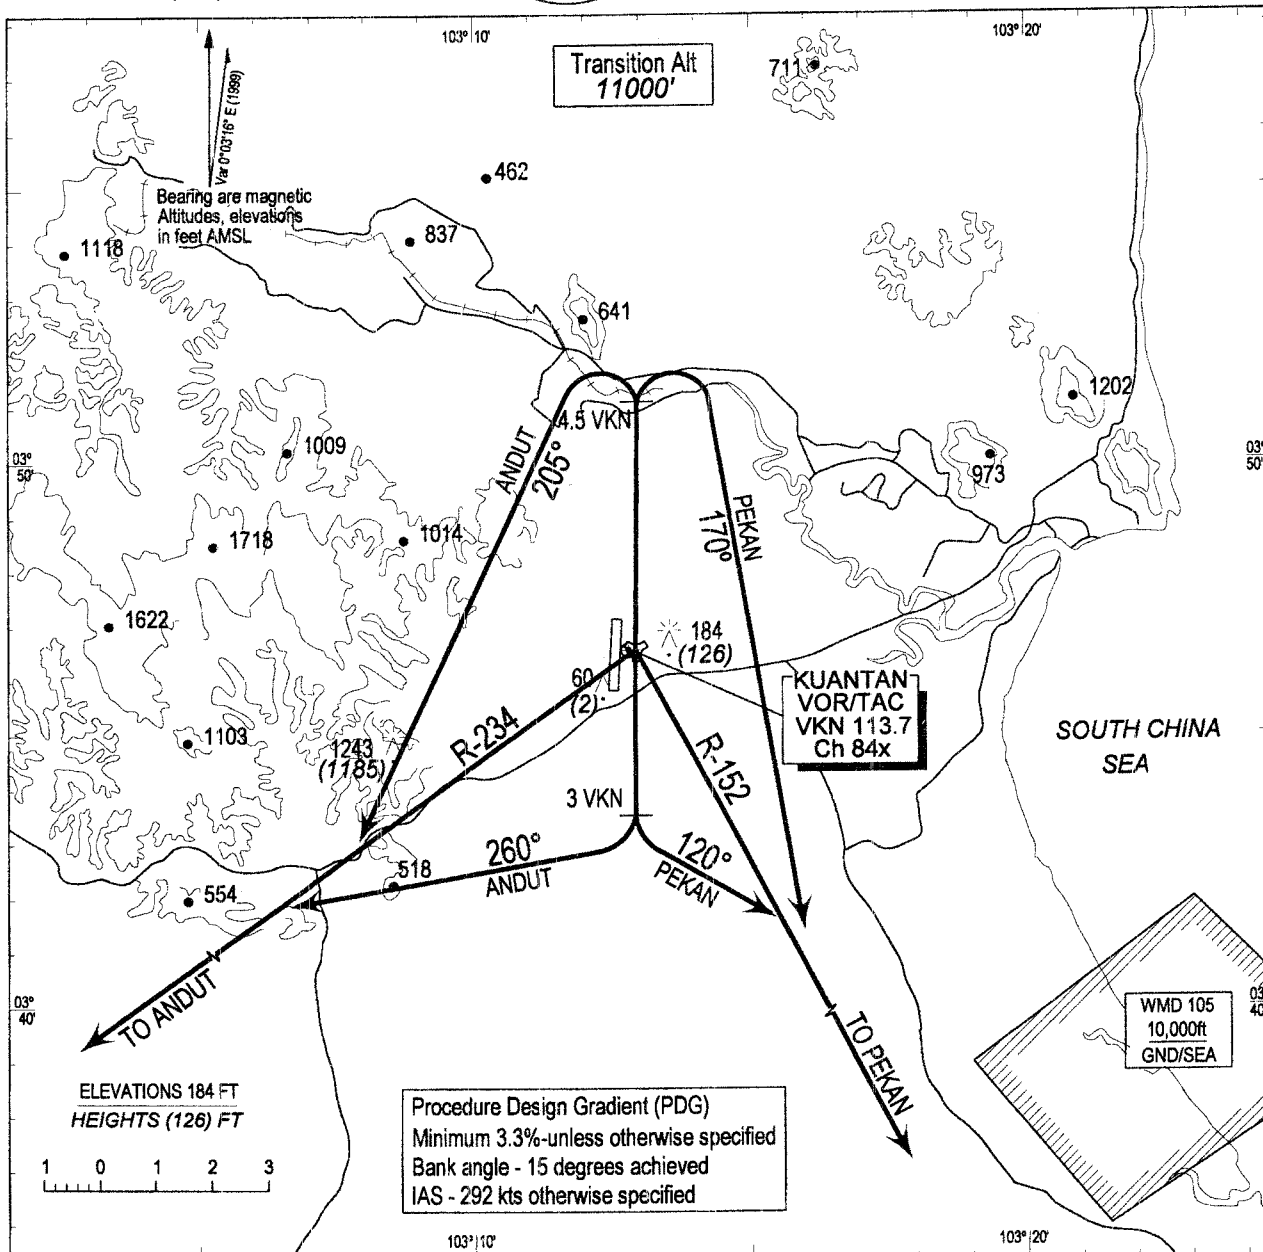 103° 10'
103° 20'
Transition Alt
11000'
711
Var 0°03'16" E (1999)
462
Bearing are magnetic
Altitudes, elevations
in feet AMSL
837
1118
641
1202
4.5 VKN
ANDUT
205°
1009
03°
50'
03°
50'
973
PEKAN
170°
1718
1014
1622
184
(126)
60
(2)
KUANTAN
VOR/TAC
VKN 113.7
Ch 84x
SOUTH CHINA
SEA
1103
1243
(1185)
R-234
R-152
3 VKN
260°
ANDUT
120°
PEKAN
518
554
TO ANDUT
TO PEKAN
03°
40'
03°
40'
WMD 105
10,000ft
GND/SEA
ELEVATIONS 184 FT
HEIGHTS (126) FT
1 0 1 2 3
Procedure Design Gradient (PDG)
Minimum 3.3%-unless otherwise specified
Bank angle - 15 degrees achieved
IAS - 292 kts otherwise specified
103° 10'
103° 20'